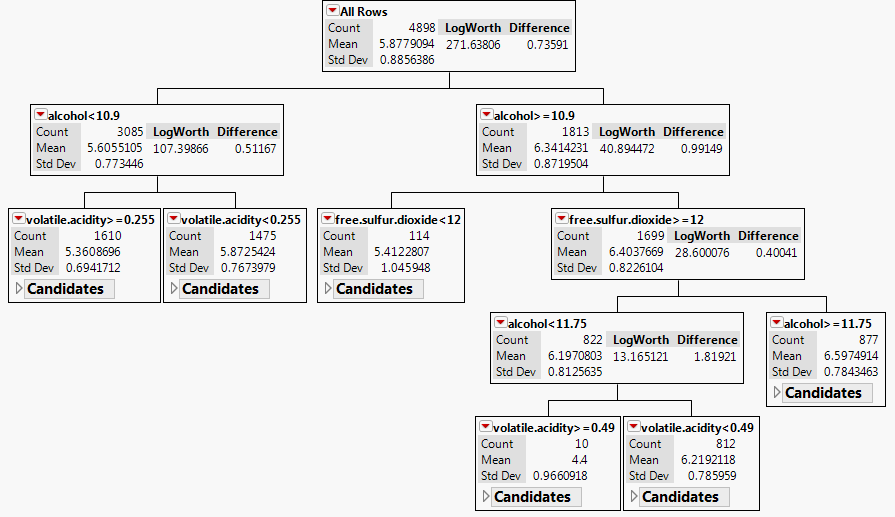 All Rows
Count 4898 LogWorth Difference
Mean 5.8779094 271.63806 0.73591
Std Dev 0.8856386
alcohol<10.9
Count 3085 LogWorth Difference
Mean 5.6055105 107.39866 0.51167
Std Dev 0.773446
alcohol>=10.9
Count 1813 LogWorth Difference
Mean 6.3414231 40.894472 0.99149
Std Dev 0.8719504
volatile.acidity>=0.255
Count 1610
Mean 5.3608696
Std Dev 0.6941712
Candidates
volatile.acidity<0.255
Count 1475
Mean 5.8725424
Std Dev 0.7673979
Candidates
free.sulfur.dioxide<12
Count 114
Mean 5.4122807
Std Dev 1.045948
Candidates
free.sulfur.dioxide>=12
Count 1699 LogWorth Difference
Mean 6.4037669 28.600076 0.40041
Std Dev 0.8226104
alcohol<11.75
Count 822 LogWorth Difference
Mean 6.1970803 13.165121 1.81921
Std Dev 0.8125635
alcohol>=11.75
Count 877
Mean 6.5974914
Std Dev 0.7843463
Candidates
volatile.acidity>=0.49
Count 10
Mean 4.4
Std Dev 0.9660918
Candidates
volatile.acidity<0.49
Count 812
Mean 6.2192118
Std Dev 0.785959
Candidates